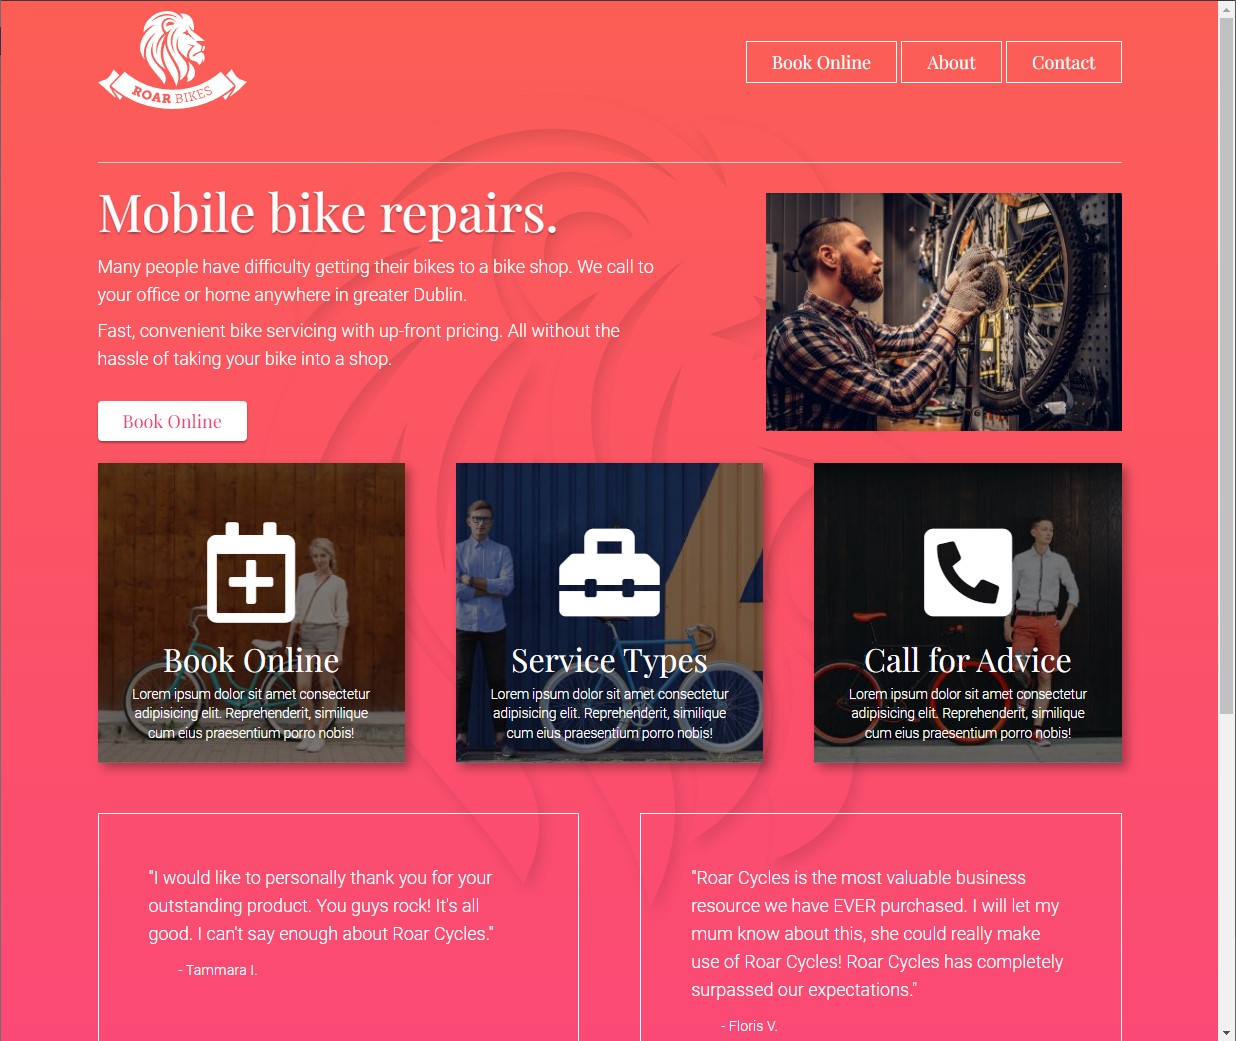 ROAR BIKES
Book Online
About
Contact
Mobile bike repairs.
Many people have difficulty getting their bikes to a bike shop. We call to
your office or home anywhere in greater Dublin.
Fast, convenient bike servicing with up-front pricing. All without the
hassle of taking your bike into a shop.
Book Online
Book Online
Lorem ipsum dolor sit amet consectetur
adipisicing elit. Reprehenderit, similique
cum eius praesentium porro nobis!
Service Types
Lorem ipsum dolor sit amet consectetur
adipisicing elit. Reprehenderit, similique
cum eius praesentium porro nobis!
Call for Advice
Lorem ipsum dolor sit amet consectetur
adipisicing elit. Reprehenderit, similique
cum eius praesentium porro nobis!
"I would like to personally thank you for your
outstanding product. You guys rock! It's all
good. I can't say enough about Roar Cycles."
- Tammara I.
"Roar Cycles is the most valuable business
resource we have EVER purchased. I will let my
mum know about this, she could really make
use of Roar Cycles! Roar Cycles has completely
surpassed our expectations."
- Floris V.